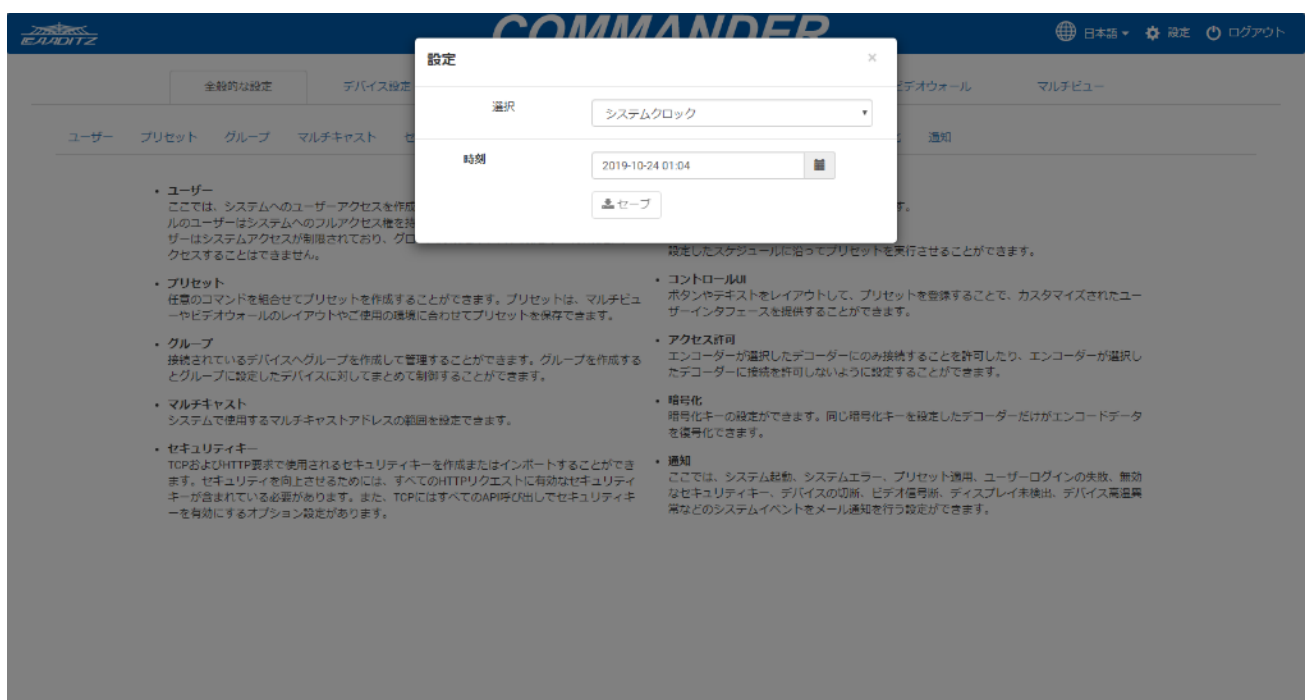 COMMANDER
日本語
設定
ログアウト
設定
×
全般的な設定
デバイス設定
マルチビュー
選択
システムクロック
ユーザー
プリセット
グループ
マルチキャスト
通知
時刻
2019-10-24 01:04
セーブ
• ユーザー
ここでは、システムへのユーザーアクセスを作成
ルのユーザーはシステムへのフルアクセス権を持
ザーはシステムアクセスが制限されており、グロ
クセスすることはできません。
• プリセット
任意のコマンドを組合せてプリセットを作成することができます。プリセットは、マルチビュ
ーやビデオウォールのレイアウトやご使用の環境に合わせてプリセットを保存できます。
• グループ
接続されているデバイスへグループを作成して管理することができます。グループを作成する
とグループに設定したデバイスに対してまとめて制御することができます。
• マルチキャスト
システムで使用するマルチキャストアドレスの範囲を設定できます。
• セキュリティキー
TCPおよびHTTP要求で使用されるセキュリティキーを作成またはインポートすることができ
ます。セキュリティを向上させるためには、すべてのHTTPリクエストに有効なセキュリティ
キーが含まれている必要があります。また、TCPにはすべてのAPI呼び出しでセキュリティキ
ーを有効にするオプション設定があります。
設定したスケジュールに沿ってプリセットを実行させることができます。
• コントロールUI
ボタンやテキストをレイアウトして、プリセットを登録することで、カスタマイズされたユー
ザーインタフェースを提供することができます。
• アクセス許可
エンコーダーが選択したデコーダーにのみ接続することを許可したり、エンコーダーが選択し
たデコーダーに接続を許可しないように設定することができます。
• 暗号化
暗号化キーの設定ができます。同じ暗号化キーを設定したデコーダーだけがエンコードデータ
を復号化できます。
• 通知
ここでは、システム起動、システムエラー、プリセット適用、ユーザーログインの失敗、無効
なセキュリティキー、デバイスの切断、ビデオ信号断、ディスプレイ未検出、デバイス高温異
常などのシステムイベントをメール通知を行う設定ができます。